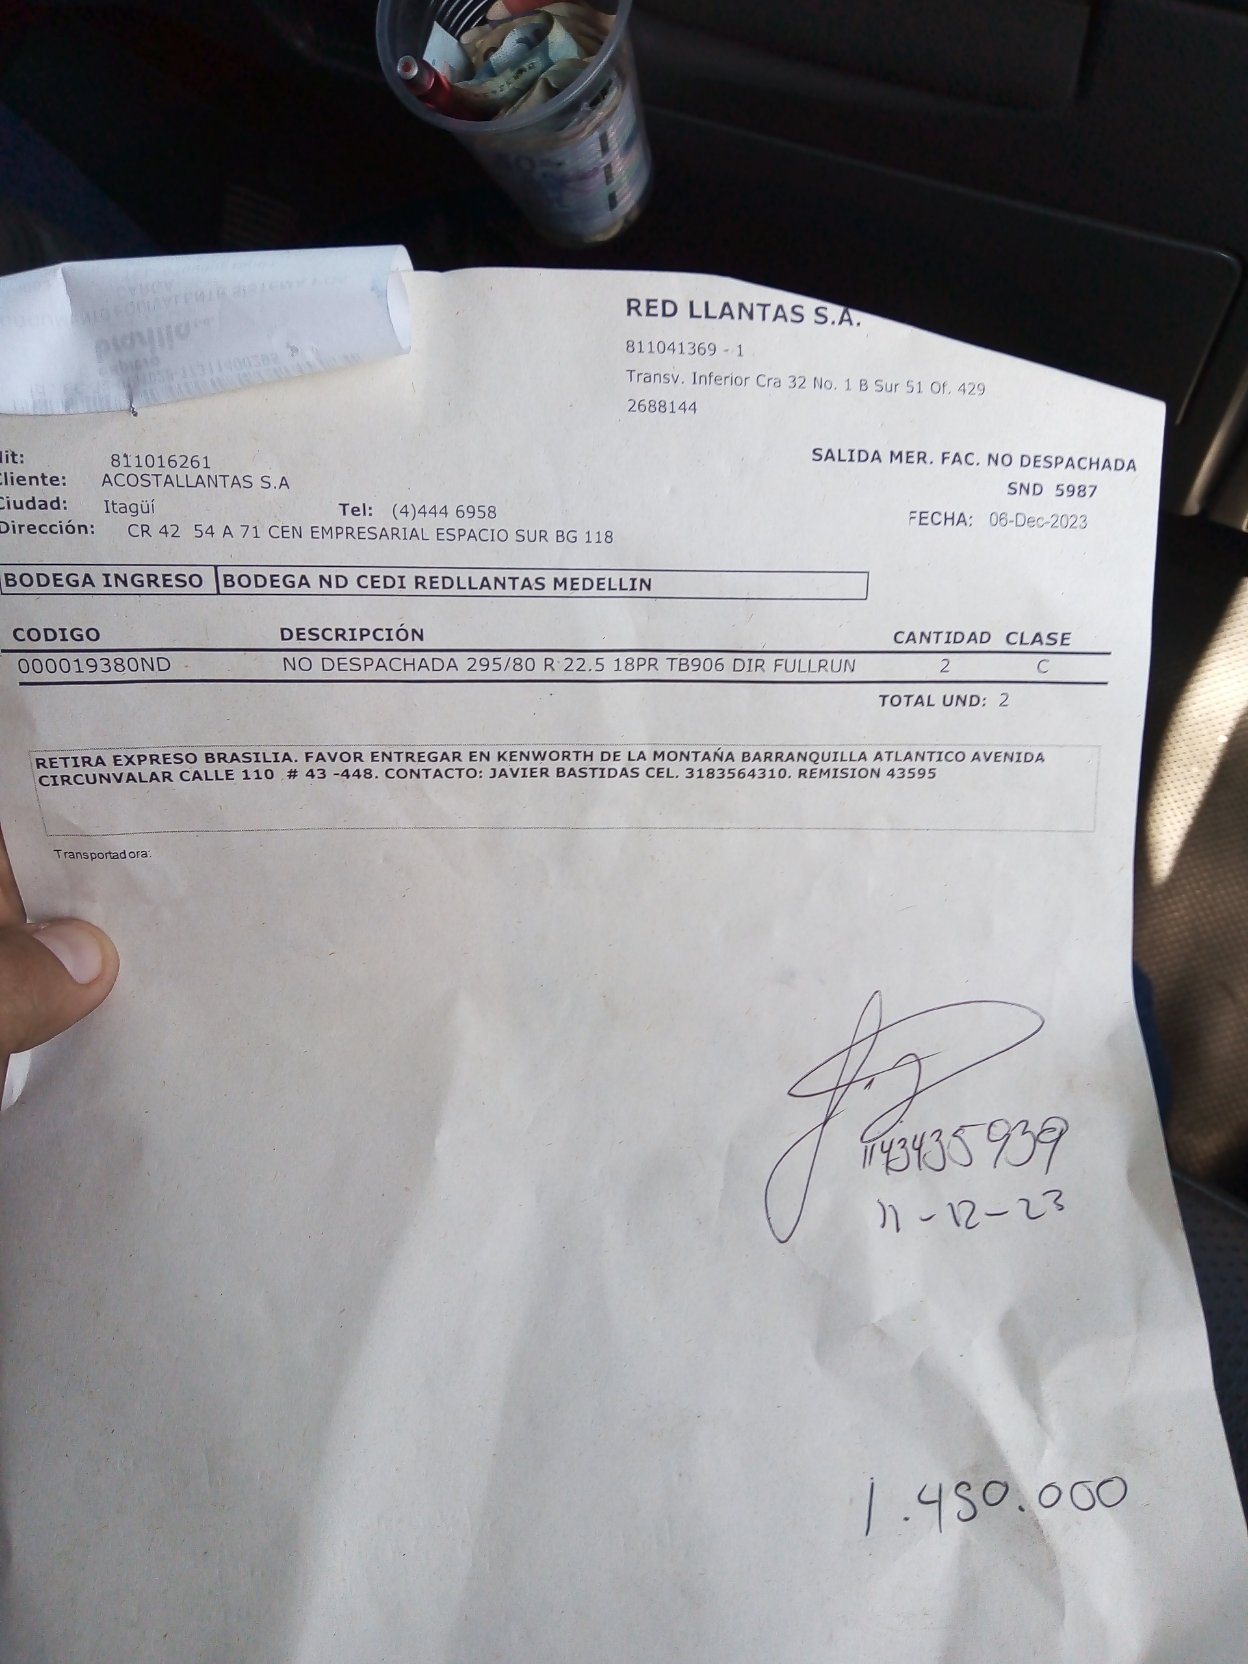 RED LLANTAS S.A.
811041369 - 1
Transv. Inferior Cra 32 No. 1 B Sur 51 Of. 429
2688144
Nit: 811016261
Cliente: ACOSTALLANTAS S.A
Ciudad: Itagüí Tel: (4)444 6958
Dirección: CR 42 54 A 71 CEN EMPRESARIAL ESPACIO SUR BG 118
SALIDA MER. FAC. NO DESPACHADA
SND 5987
FECHA: 06-Dec-2023
BODEGA INGRESO BODEGA ND CEDI REDLLANTAS MEDELLIN
CODIGO DESCRIPCIÓN CANTIDAD CLASE
000019380ND NO DESPACHADA 295/80 R 22.5 18PR TB906 DIR FULLRUN 2 C
TOTAL UND: 2
RETIRA EXPRESO BRASILIA. FAVOR ENTREGAR EN KENWORTH DE LA MONTAÑA BARRANQUILLA ATLANTICO AVENIDA
CIRCUNVALAR CALLE 110 # 43 -448. CONTACTO: JAVIER BASTIDAS CEL. 3183564310. REMISION 43595
Transportadora:
1143435939
11-12-23
1.450.000